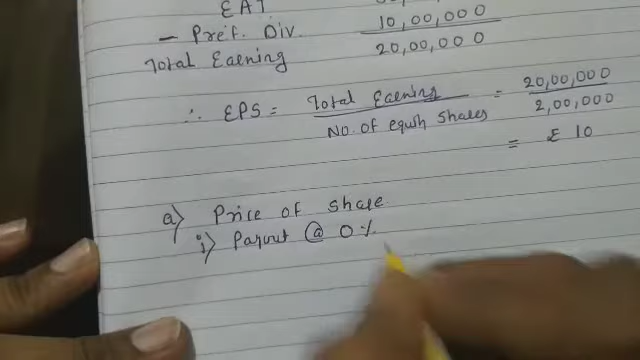 EAT
- Pref. Div. 10,00,000
Total Earning 20,00,000
∴ EPS = Total Earning / No. of equity shares = 20,00,000 / 2,00,000
= £ 10
a) Price of share
i) Payout @ 0%